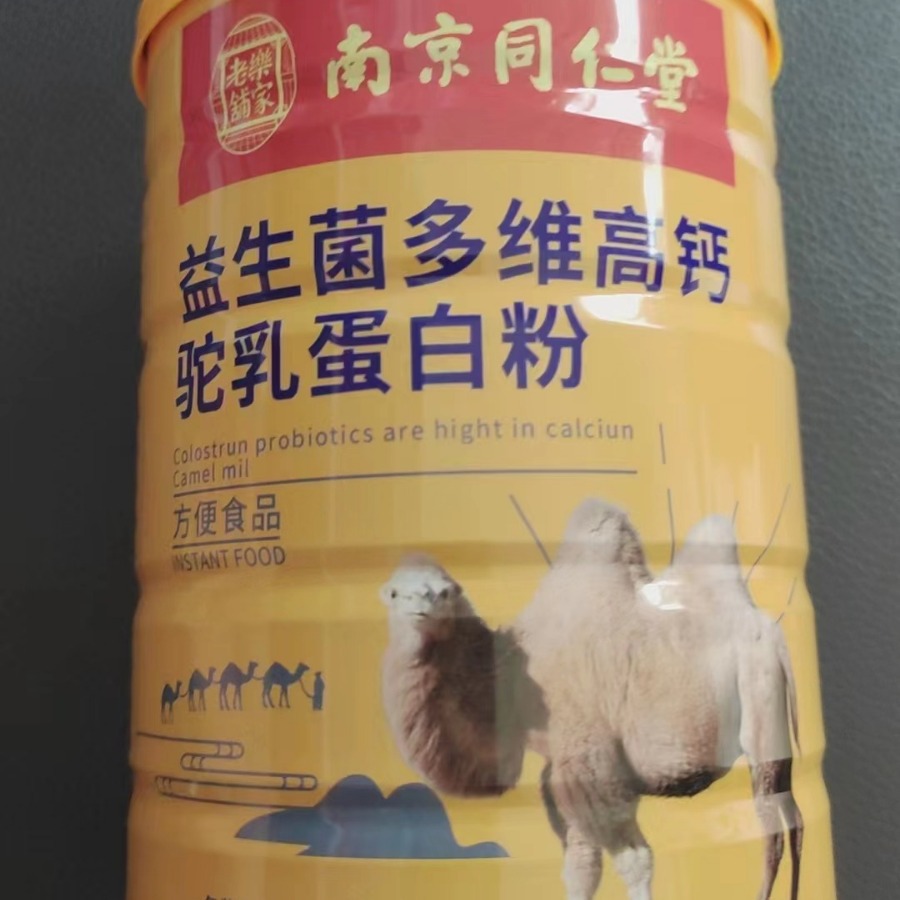 老樂
舖家
南京同仁堂
益生菌多维高钙
驼乳蛋白粉
Colostrun probiotics are hight in calciun
Camel mil
方便食品
INSTANT FOOD